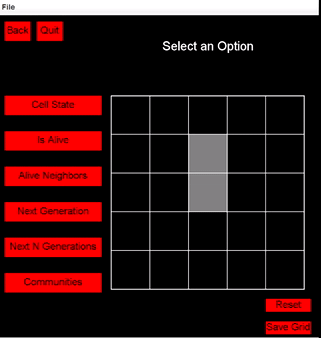 File
Back Quit
Select an Option
Cell State
Is Alive
Alive Neighbors
Next Generation
Next N Generations
Communities
Reset
Save Grid